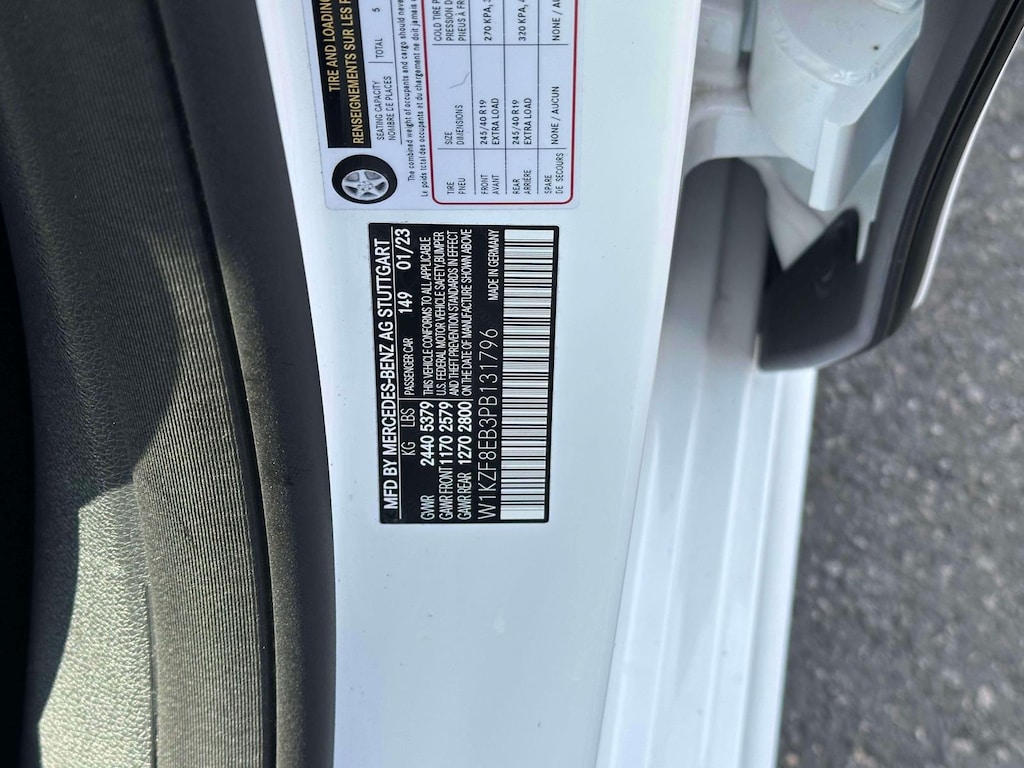 TIRE AND LOADING
RENSEIGNEMENTS SUR LES
SEATING CAPACITY
NOMBRE DE PLACES
TOTAL 5
The combined weight of occupants and cargo should never
Le poids total des occupants et du chargement ne doit jamais
TIRE SIZE COLD TIRE
PNEU DIMENSIONS PRESSION DE
PNEUS À
FRONT 245/40 R19 270 KPA,
AVANT EXTRA LOAD
REAR 245/40 R19 320 KPA,
ARRIÈRE EXTRA LOAD
SPARE NONE / AUCUN NONE /
DE SECOURS
MFD BY MERCEDES-BENZ AG STUTTGART
KG LBS PASSENGER CAR 149 01/23
GVWR 2440 5379 THIS VEHICLE CONFORMS TO ALL APPLICABLE
U.S. FEDERAL MOTOR VEHICLE SAFETY/BUMPER
GAWR FRONT 1170 2579 AND THEFT PREVENTION STANDARDS IN EFFECT
GAWR REAR 1270 2800 ON THE DATE OF MANUFACTURE SHOWN ABOVE
W1KZF8EB3PB131796 MADE IN GERMANY